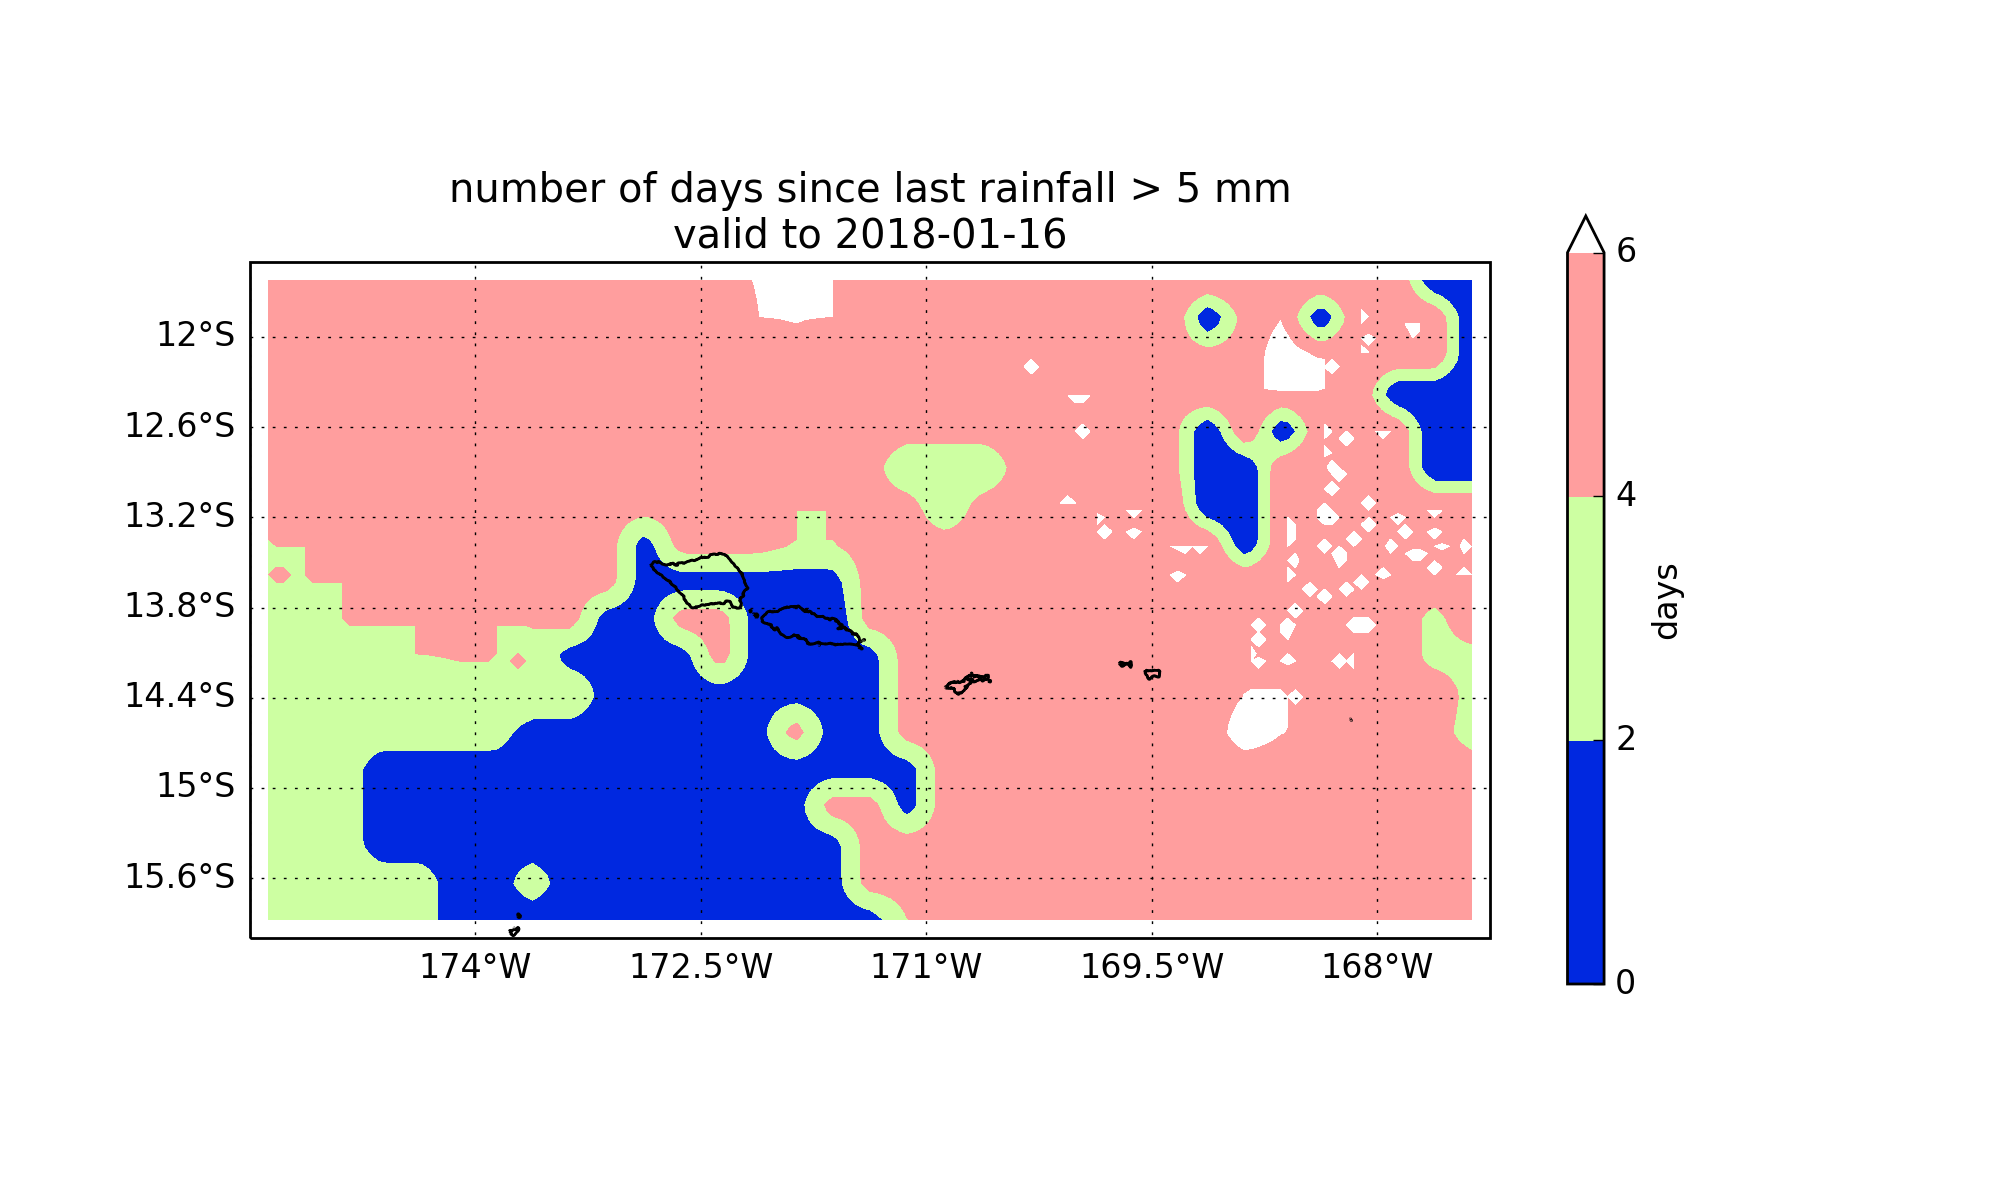 number of days since last rainfall > 5 mm
valid to 2018-01-16
12°S
12.6°S
13.2°S
13.8°S
14.4°S
15°S
15.6°S
174°W 172.5°W 171°W 169.5°W 168°W
6
4
2
0
days